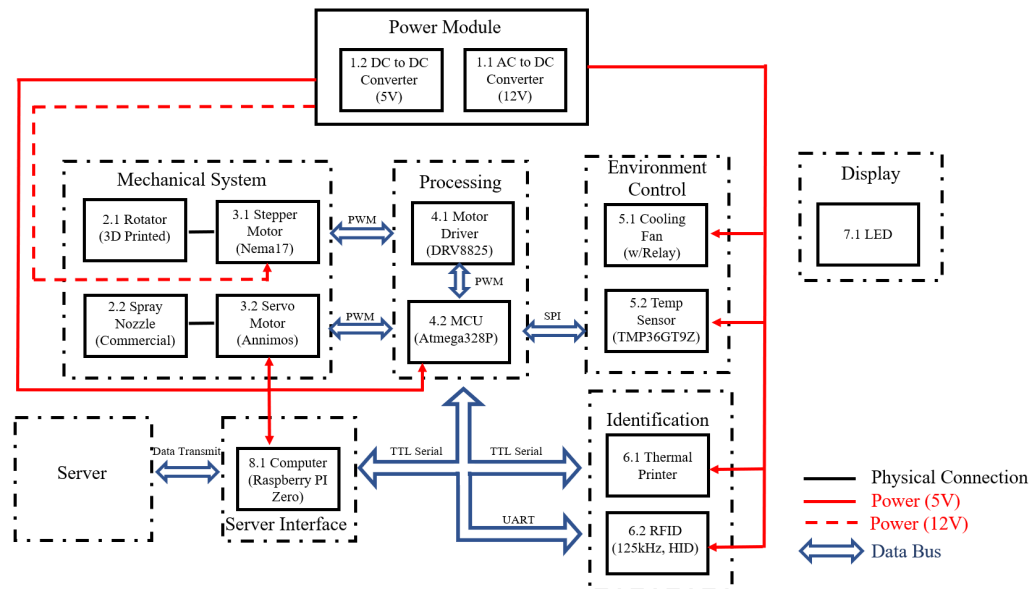 Power Module
1.2 DC to DC
Converter
(5V)
1.1 AC to DC
Converter
(12V)
Mechanical System
2.1 Rotator
(3D Printed)
3.1 Stepper
Motor
(Nema17)
2.2 Spray
Nozzle
(Commercial)
3.2 Servo
Motor
(Annimos)
PWM
PWM
Processing
4.1 Motor
Driver
(DRV8825)
PWM
4.2 MCU
(Atmega328P)
SPI
Environment
Control
5.1 Cooling
Fan
(w/Relay)
5.2 Temp
Sensor
(TMP36GT9Z)
Display
7.1 LED
Server
Data Transmit
8.1 Computer
(Raspberry PI
Zero)
Server Interface
TTL Serial
TTL Serial
UART
Identification
6.1 Thermal
Printer
6.2 RFID
(125kHz, HID)
Physical Connection
Power (5V)
Power (12V)
Data Bus